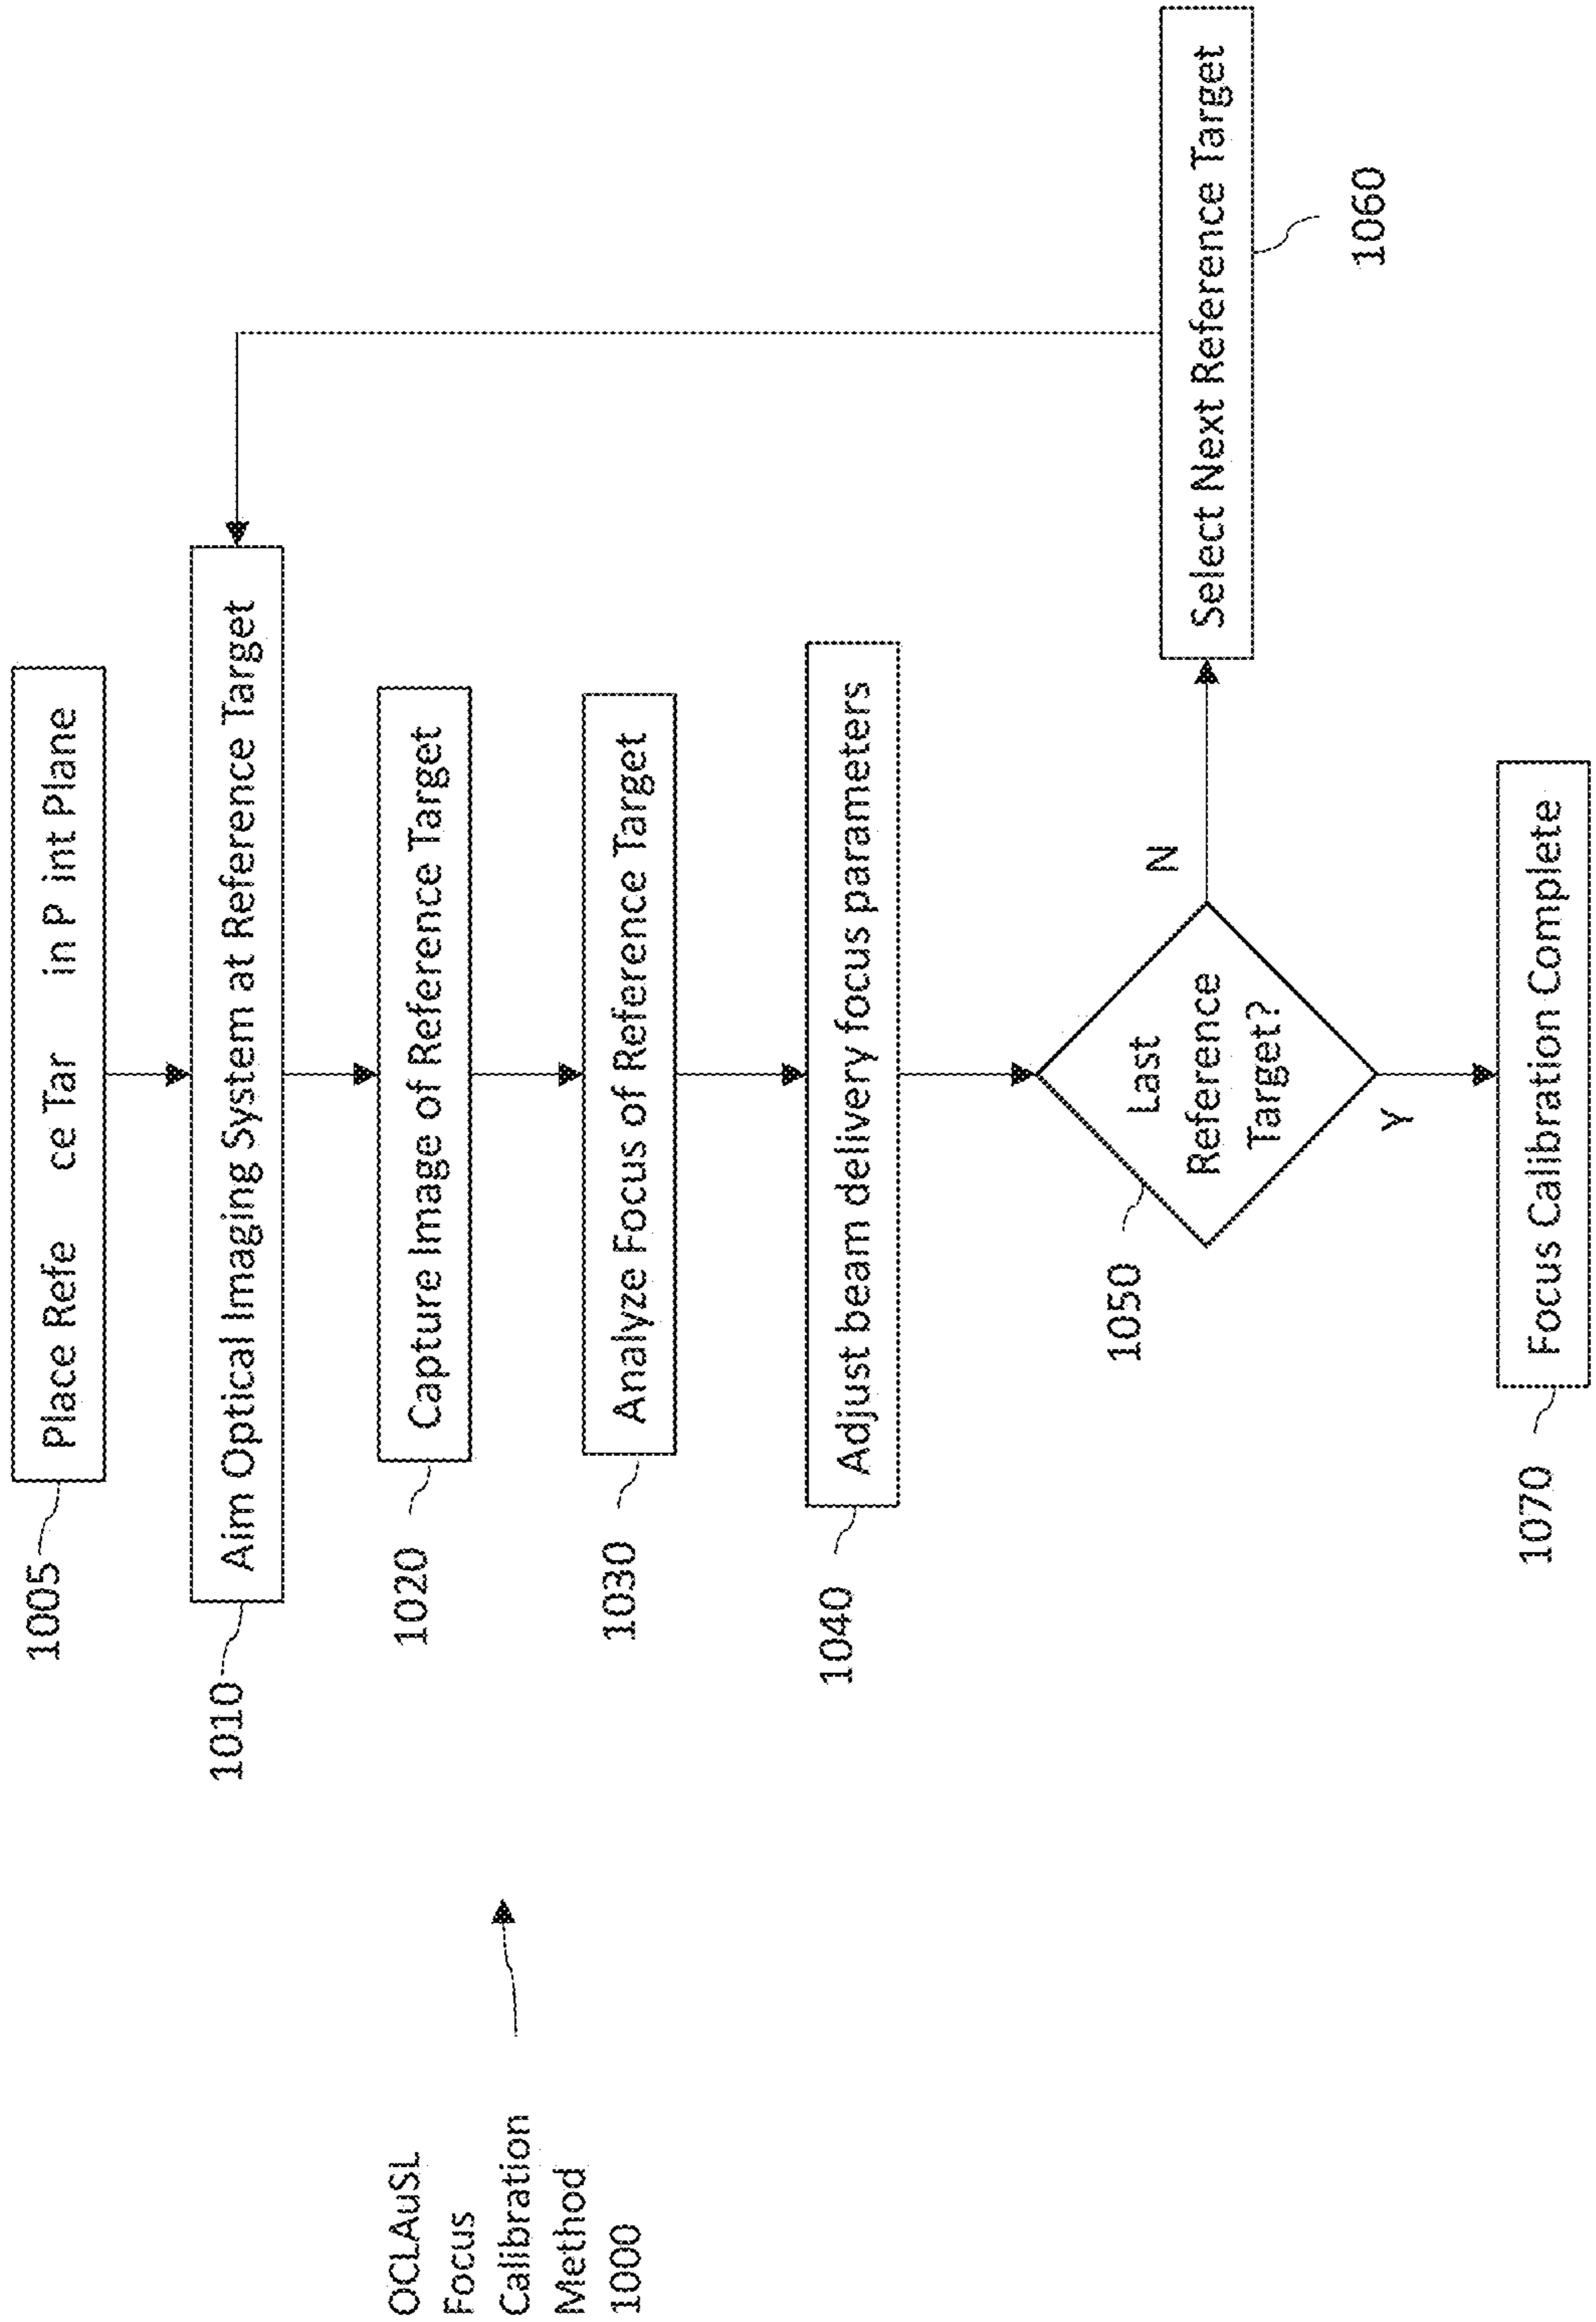 1005
Place Refe ce Tar in P int Plane
1010
Aim Optical Imaging System at Reference Target
1020
Capture Image of Reference Target
OCLAuSL
Focus
Calibration
Method
1000
1030
Analyze Focus of Reference Target
1040
Adjust beam delivery focus parameters
1050
Last
Reference
Target?
N
Select Next Reference Target
1060
Y
1070
Focus Calibration Complete